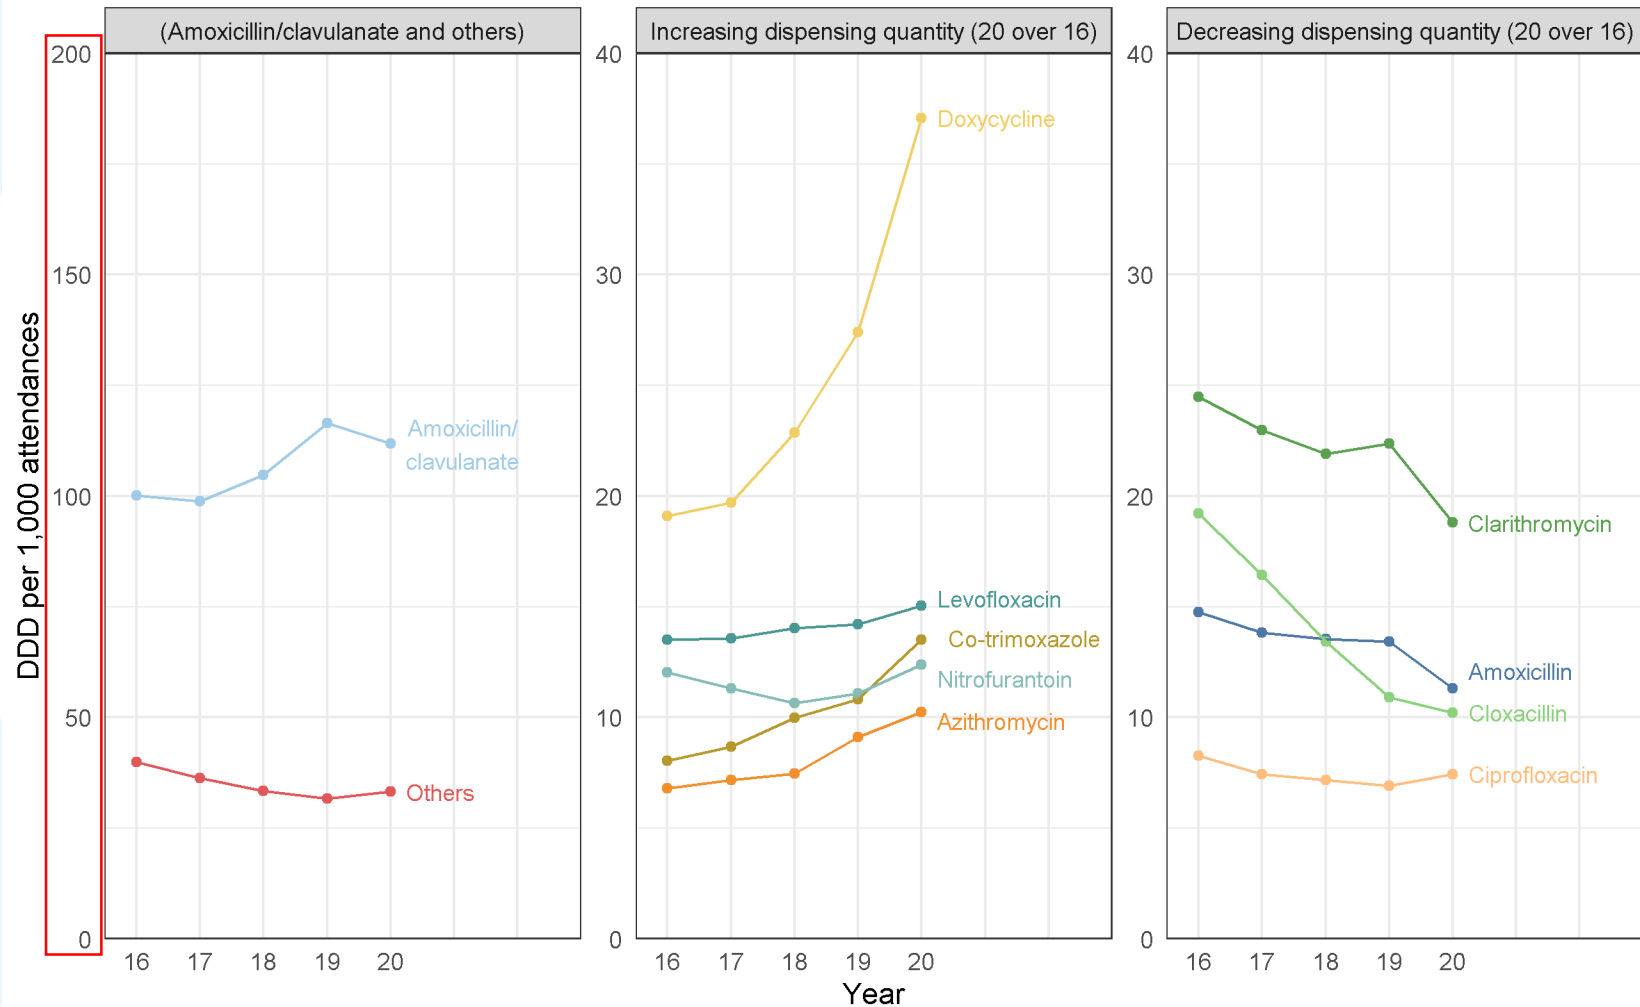 (Amoxicillin/clavulanate and others)
Increasing dispensing quantity (20 over 16)
Decreasing dispensing quantity (20 over 16)
DDD per 1,000 attendances
200
150
100
50
0
Amoxicillin/
clavulanate
Others
16 17 18 19 20
40
30
20
10
0
Doxycycline
Levofloxacin
Co-trimoxazole
Nitrofurantoin
Azithromycin
16 17 18 19 20
40
30
20
10
0
Clarithromycin
Amoxicillin
Cloxacillin
Ciprofloxacin
16 17 18 19 20
Year